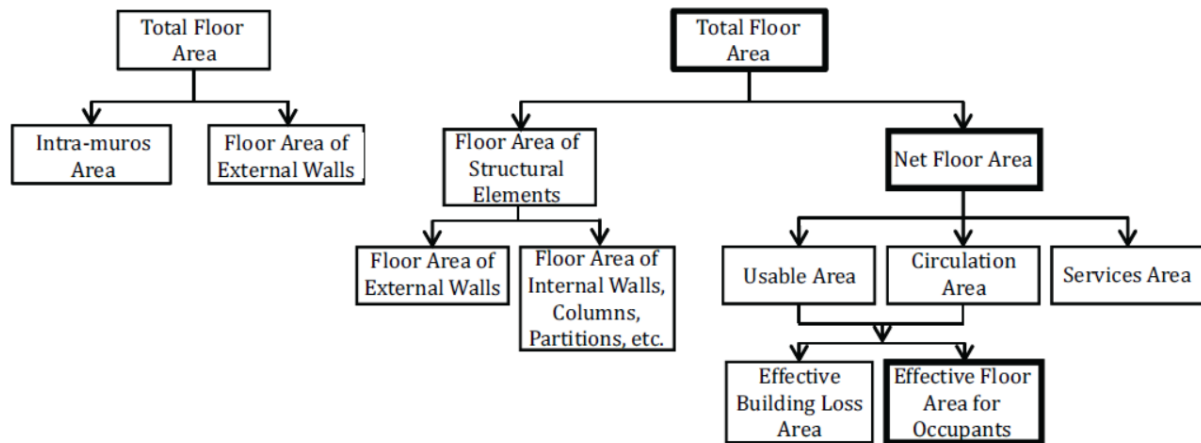 Total Floor
Area
Intra-muros
Area
Floor Area of
External Walls
Total Floor
Area
Floor Area of
Structural
Elements
Net Floor Area
Floor Area of
External Walls
Floor Area of
Internal Walls,
Columns,
Partitions, etc.
Usable Area
Circulation
Area
Services Area
Effective
Building Loss
Area
Effective Floor
Area for
Occupants